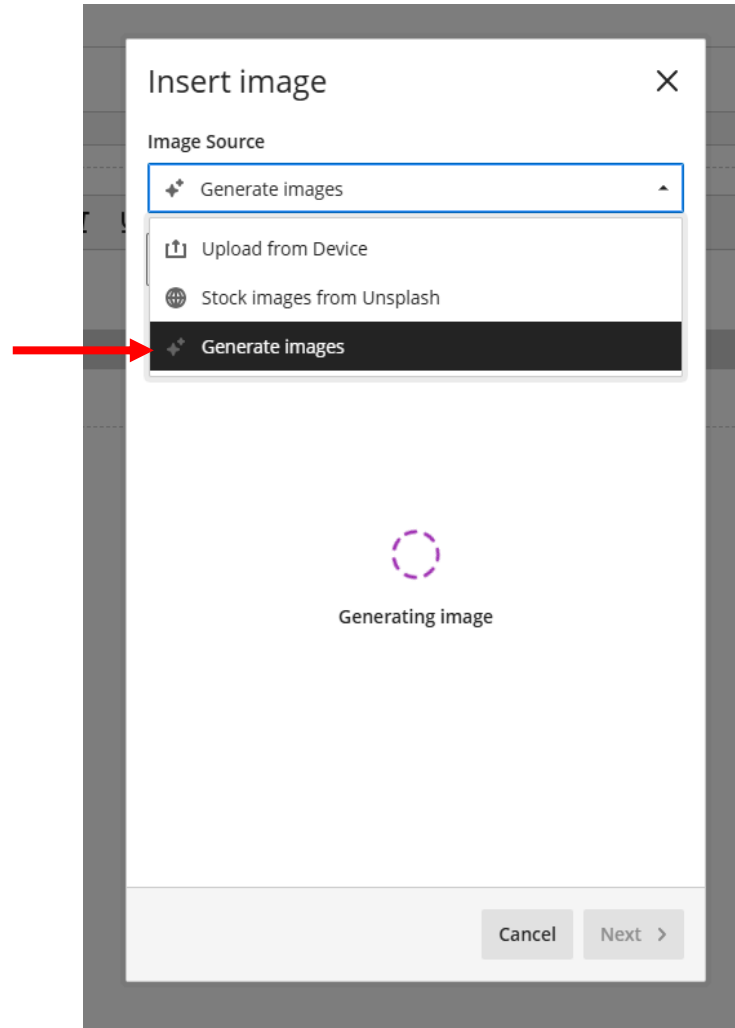 Insert image
Image Source
Generate images
Upload from Device
Stock images from Unsplash
Generate images
Generating image
Cancel
Next